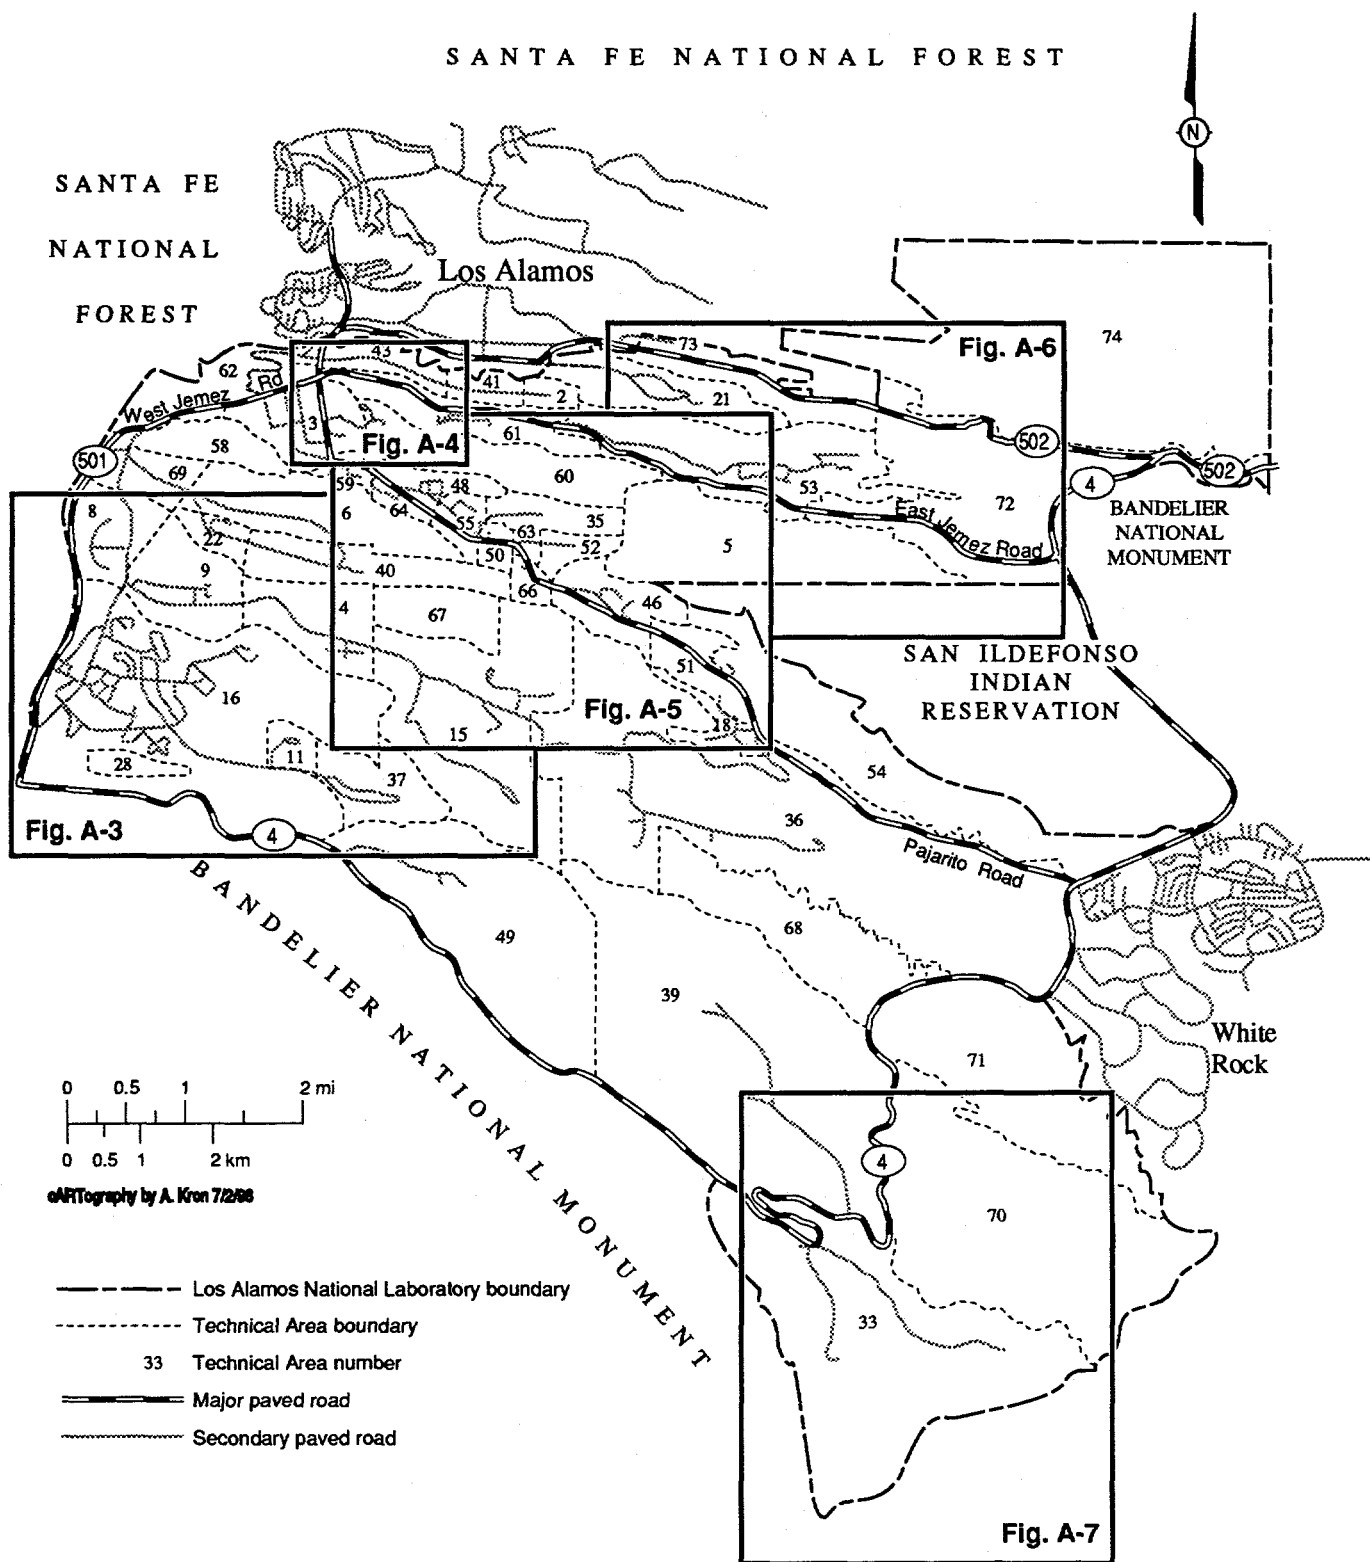 SANTA FE NATIONAL FOREST
N
SANTA FE
NATIONAL
FOREST
Los Alamos
74
73
Fig. A-6
43
62
West Jemez Rd
41
2
21
3
Fig. A-4
61
502
501
58
69
59
48
60
53
4
502
72
BANDELIER
NATIONAL
MONUMENT
8
6
64
55
63
35
East Jemez Road
22
50
52
5
9
40
66
4
67
46
SAN ILDEFONSO
INDIAN
RESERVATION
51
16
Fig. A-5
18
15
28
11
37
54
Fig. A-3
4
36
Pajarito Road
BANDELIER NATIONAL MONUMENT
49
68
39
White
Rock
71
0 0.5 1 2 mi
0 0.5 1 2 km
cARTography by A. Kron 7/2/98
4
70
33
Los Alamos National Laboratory boundary
Technical Area boundary
33 Technical Area number
Major paved road
Secondary paved road
Fig. A-7